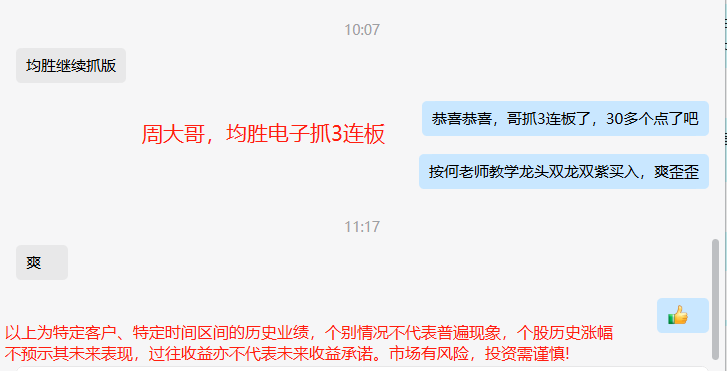 10:07
均胜继续抓版
恭喜恭喜，哥抓3连板了，30多个点了吧
周大哥，均胜电子抓3连板
按何老师教学龙头双龙双紫买入，爽歪歪
11:17
爽
以上为特定客户、特定时间区间的历史业绩，个别情况不代表普遍现象，个股历史涨幅
不预示其未来表现，过往收益亦不代表未来收益承诺。市场有风险，投资需谨慎!